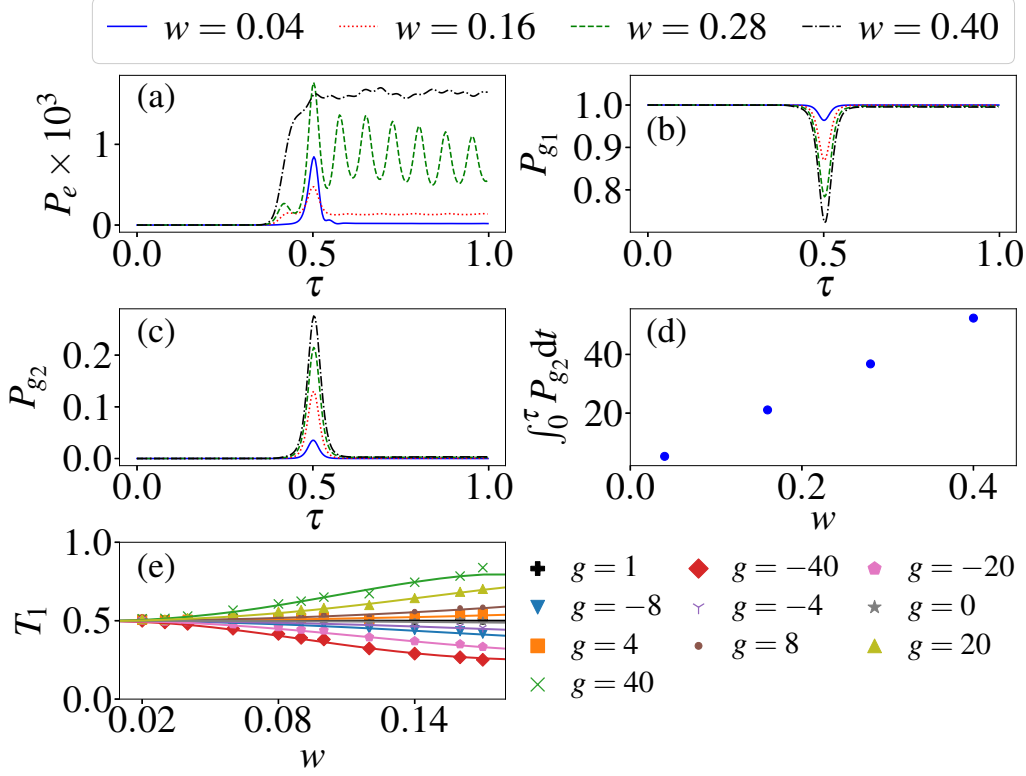 w = 0.04 w = 0.16 w = 0.28 w = 0.40
(a)
P_e × 10^3
1
0
0.0 0.5 1.0
τ
(b)
P_{g_1}
1.0
0.9
0.8
0.0 0.5 1.0
τ
(c)
P_{g_2}
0.2
0.1
0.0
0.0 0.5 1.0
τ
(d)
∫_0^τ P_{g_2} dt
40
20
0.0 0.2 0.4
w
(e)
T_1
1.0
0.5
0.0
0.02 0.08 0.14
w
g = 1 g = −40 g = −20
g = −8 g = −4 g = 0
g = 4 g = 8 g = 20
g = 40